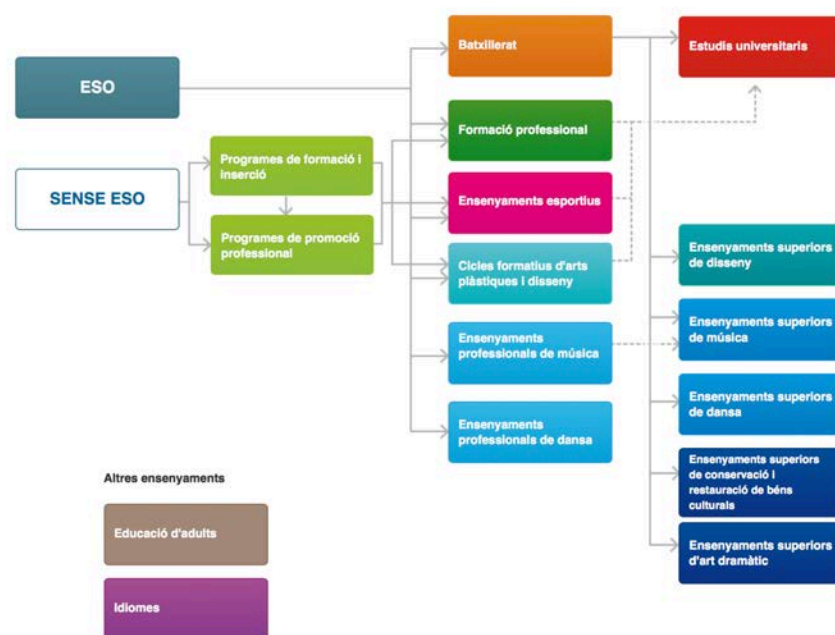 ESO
SENSE ESO
Programes de formació i
inserció
Programes de promoció
professional
Batxillerat
Formació professional
Ensenyaments esportius
Cicles formatius d'arts
plàstiques i disseny
Ensenyaments
professionals de música
Ensenyaments
professionals de dansa
Estudis universitaris
Ensenyaments superiors
de disseny
Ensenyaments superiors
de música
Ensenyaments superiors
de dansa
Ensenyaments superiors
de conservació i
restauració de béns
culturals
Ensenyaments superiors
d'art dramàtic
Altres ensenyaments
Educació d'adults
Idiomes